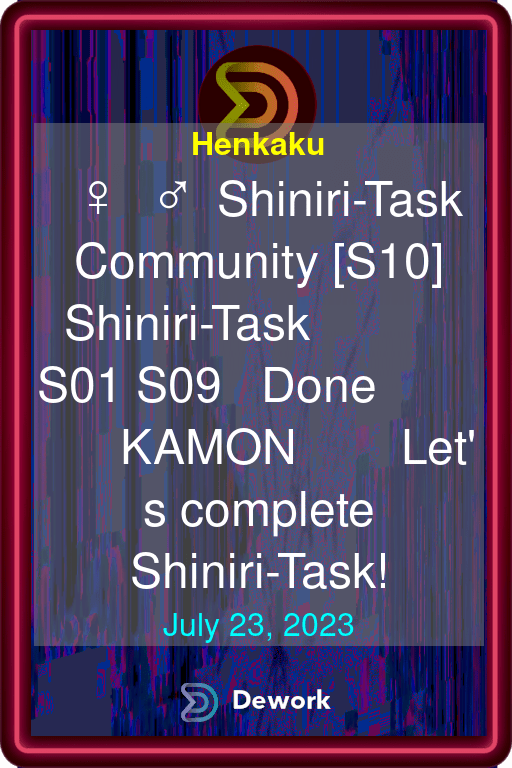 Henkaku
♀ ♂ Shiniri-Task
Community [S10]
Shiniri-Task
S01 S09 Done
KAMON Let'
s complete
Shiniri-Task!
July 23, 2023
Dework